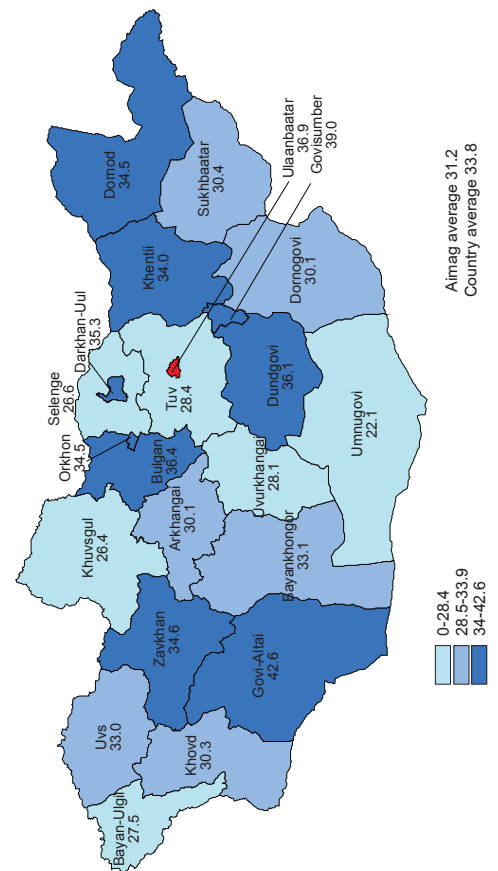 Bayan-Ulgii
27.5
Uvs
33.0
Khovd
30.3
Zavkhan
34.6
Govi-Altai
42.6
Khuvsgul
26.4
Arkhangai
30.1
Bayankhongor
33.1
Orkhon
34.5
Bulgan
36.4
Uvurkhangai
28.1
Umnugovi
22.1
Selenge
26.6
Darkhan-Uul
35.3
Tuv
28.4
Dundgovi
36.1
Khentii
34.0
Dornogovi
30.1
Dornod
34.5
Sukhbaatar
30.4
Ulaanbaatar
36.9
Govisumber
39.0
0-28.4
28.5-33.9
34-42.6
Aimag average 31.2
Country average 33.8